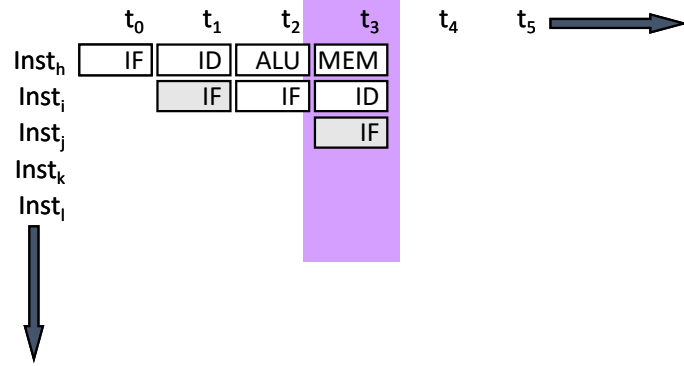 t₀ t₁ t₂ t₃ t₄ t₅
Instₕ IF ID ALU MEM
Instᵢ IF IF ID
Instⱼ IF
Instₖ
Instₗ